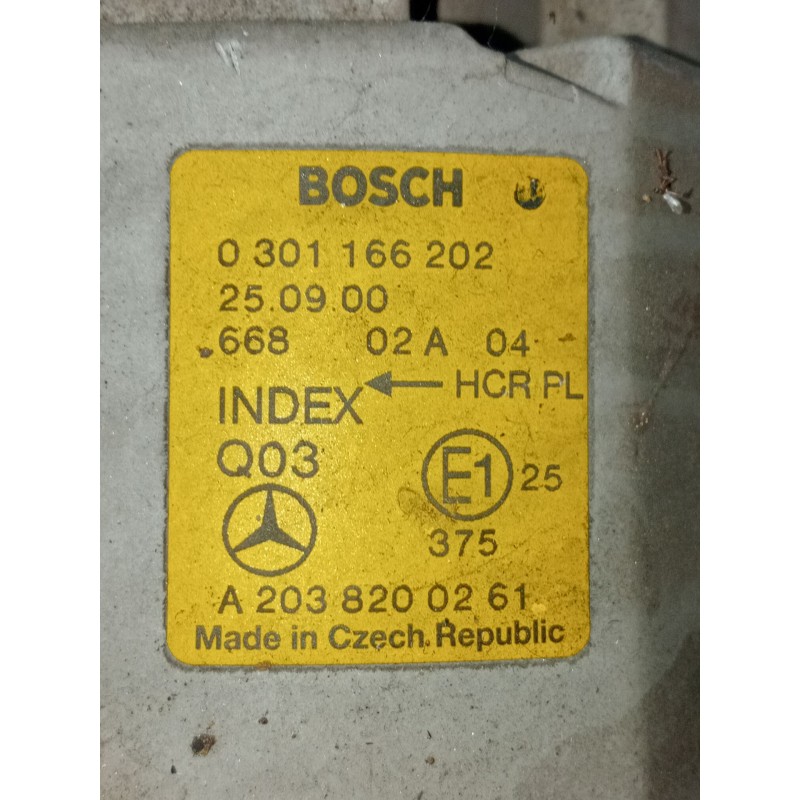 BOSCH
0 301 166 202
25.09.00
668 02 A 04
← HCR PL
INDEX
Q03
E1 25
375
A 203 820 02 61
Made in Czech Republic